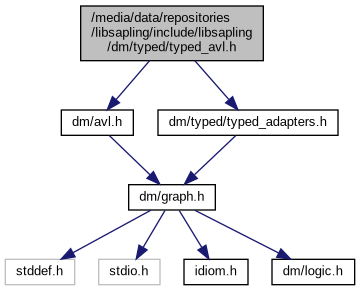 /media/data/repositories
/libsapling/include/libsapling
/dm/typed/typed_avl.h
dm/avl.h
dm/typed/typed_adapters.h
dm/graph.h
stddef.h
stdio.h
idiom.h
dm/logic.h